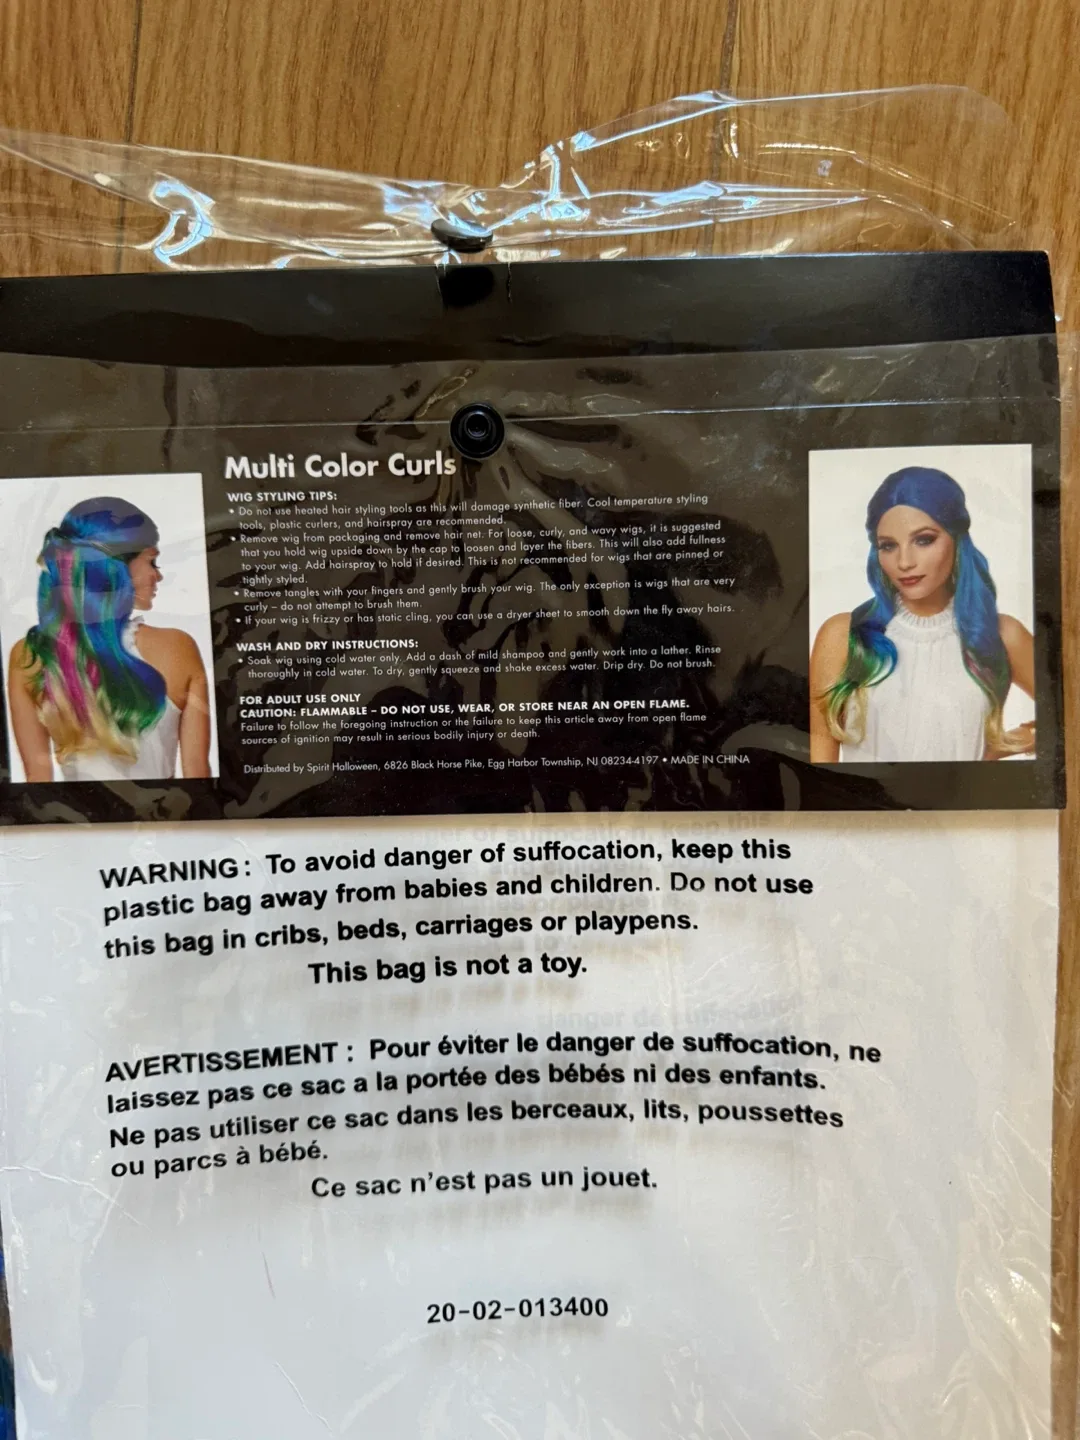 Multi Color Curls
WIG STYLING TIPS:
• Do not use heated hair styling tools as this will damage synthetic fiber. Cool temperature styling
tools, plastic curlers, and hairspray are recommended.
• Remove wig from packaging and remove hair net. For loose, curly, and wavy wigs, it is suggested
that you hold wig upside down by the cap to loosen and layer the fibers. This will also add fullness
to your wig. Add hairspray to hold if desired. This is not recommended for wigs that are pinned or
tightly styled.
• Remove tangles with your fingers and gently brush your wig. The only exception is wigs that are very
curly – do not attempt to brush them.
• If your wig is frizzy or has static cling, you can use a dryer sheet to smooth down the fly away hairs.
WASH AND DRY INSTRUCTIONS:
• Soak wig using cold water only. Add a dash of mild shampoo and gently work into a lather. Rinse
thoroughly in cold water. To dry, gently squeeze and shake excess water. Drip dry. Do not brush.
FOR ADULT USE ONLY
CAUTION: FLAMMABLE – DO NOT USE, WEAR, OR STORE NEAR AN OPEN FLAME.
Failure to follow the foregoing instruction or the failure to keep this article away from open flame
sources of ignition may result in serious bodily injury or death.
Distributed by Spirit Halloween, 6826 Black Horse Pike, Egg Harbor Township, NJ 08234-4197 • MADE IN CHINA
WARNING: To avoid danger of suffocation, keep this
plastic bag away from babies and children. Do not use
this bag in cribs, beds, carriages or playpens.
This bag is not a toy.
AVERTISSEMENT : Pour éviter le danger de suffocation, ne
laissez pas ce sac a la portée des bébés ni des enfants.
Ne pas utiliser ce sac dans les berceaux, lits, poussettes
ou parcs à bébé.
Ce sac n'est pas un jouet.
20-02-013400